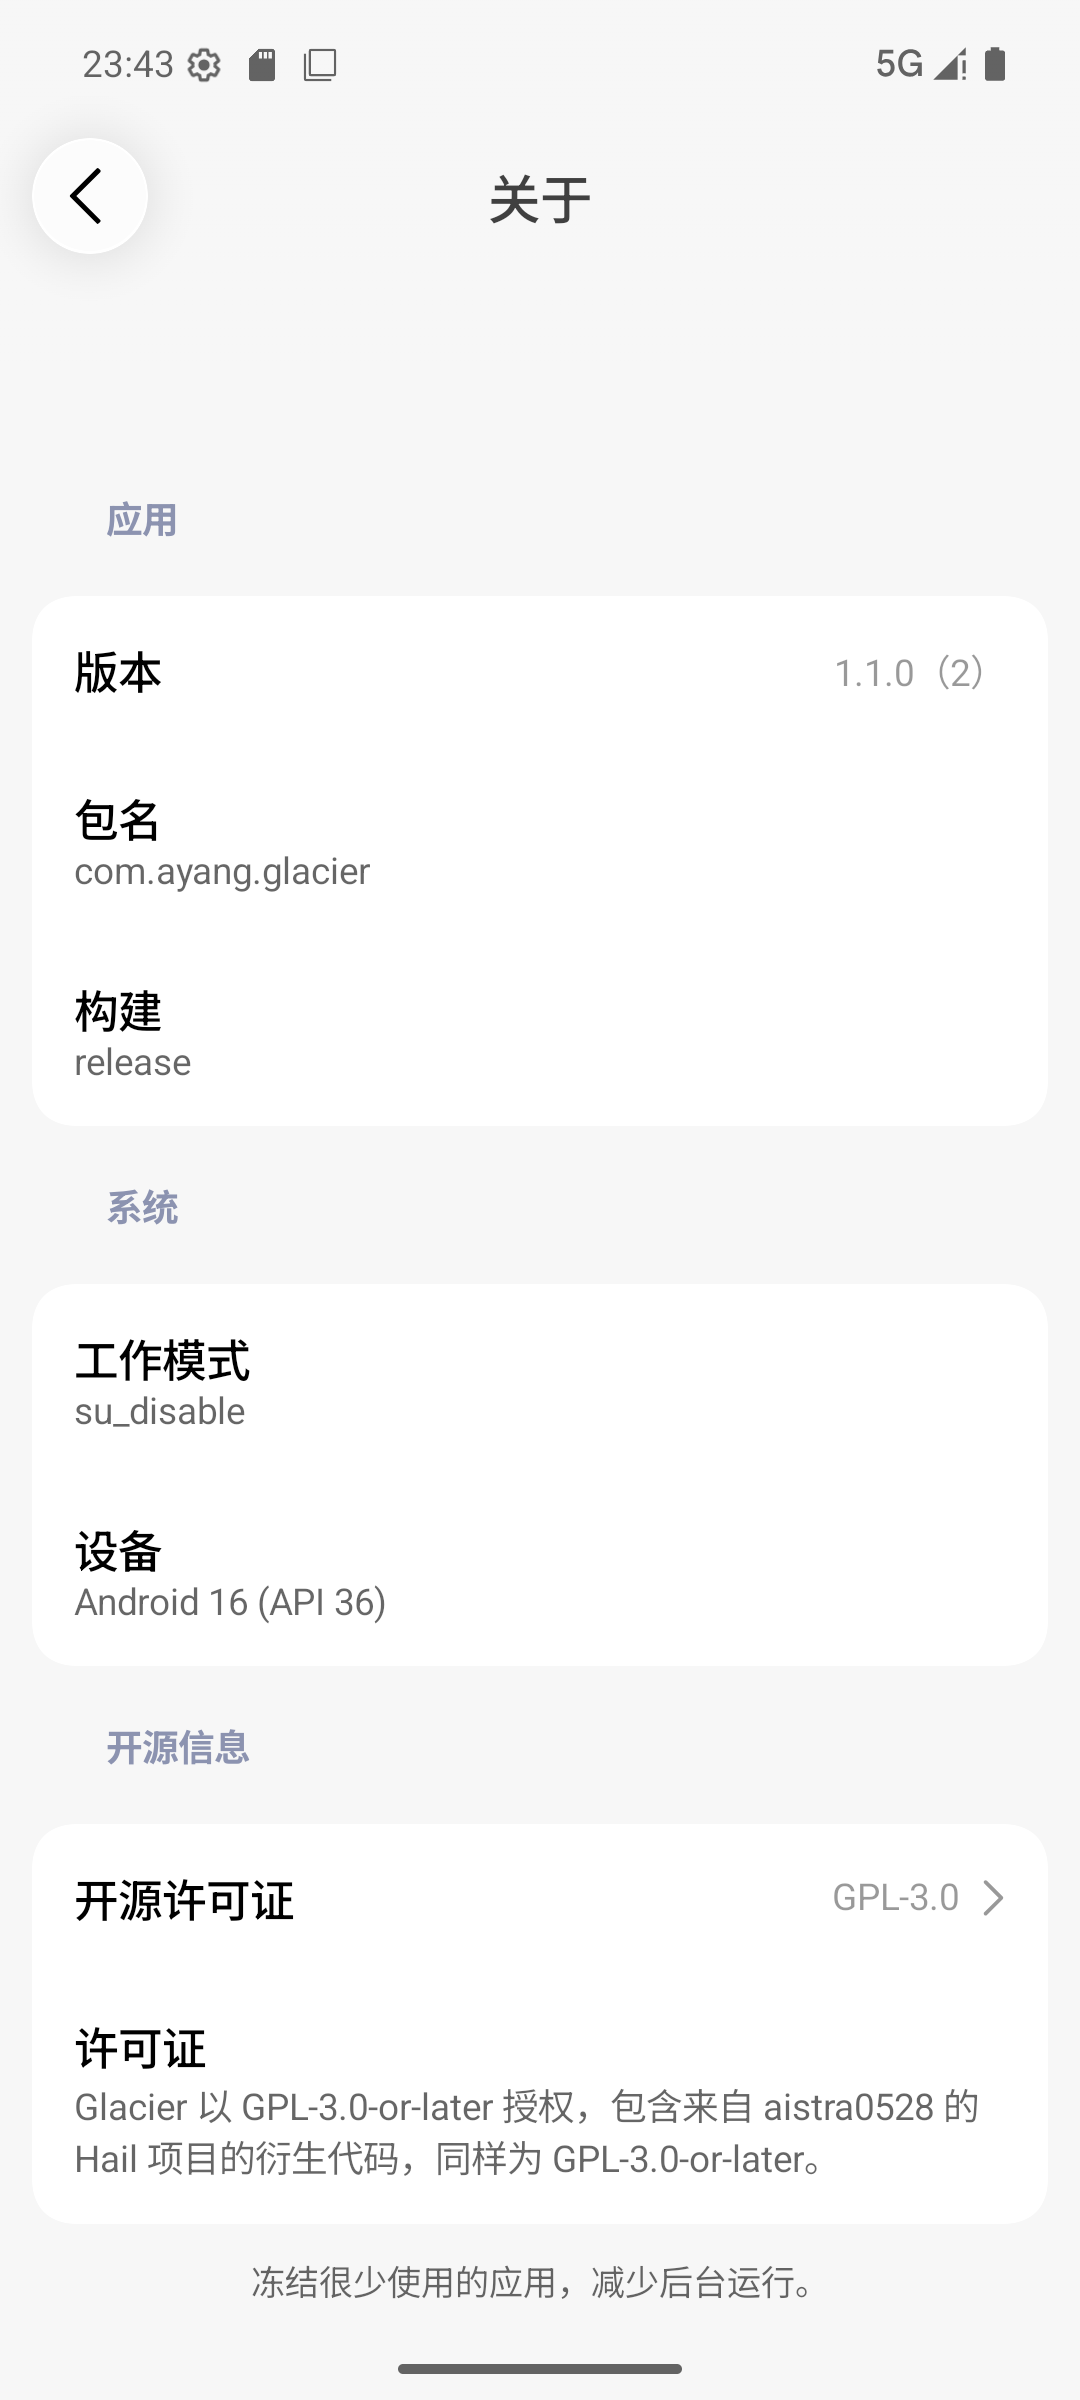 23:43
5G
关于
应用
版本
1.1.0（2）
包名
com.ayang.glacier
构建
release
系统
工作模式
su_disable
设备
Android 16 (API 36)
开源信息
开源许可证
GPL-3.0
许可证
Glacier 以 GPL-3.0-or-later 授权，包含来自 aistra0528 的
Hail 项目的衍生代码，同样为 GPL-3.0-or-later。
冻结很少使用的应用，减少后台运行。